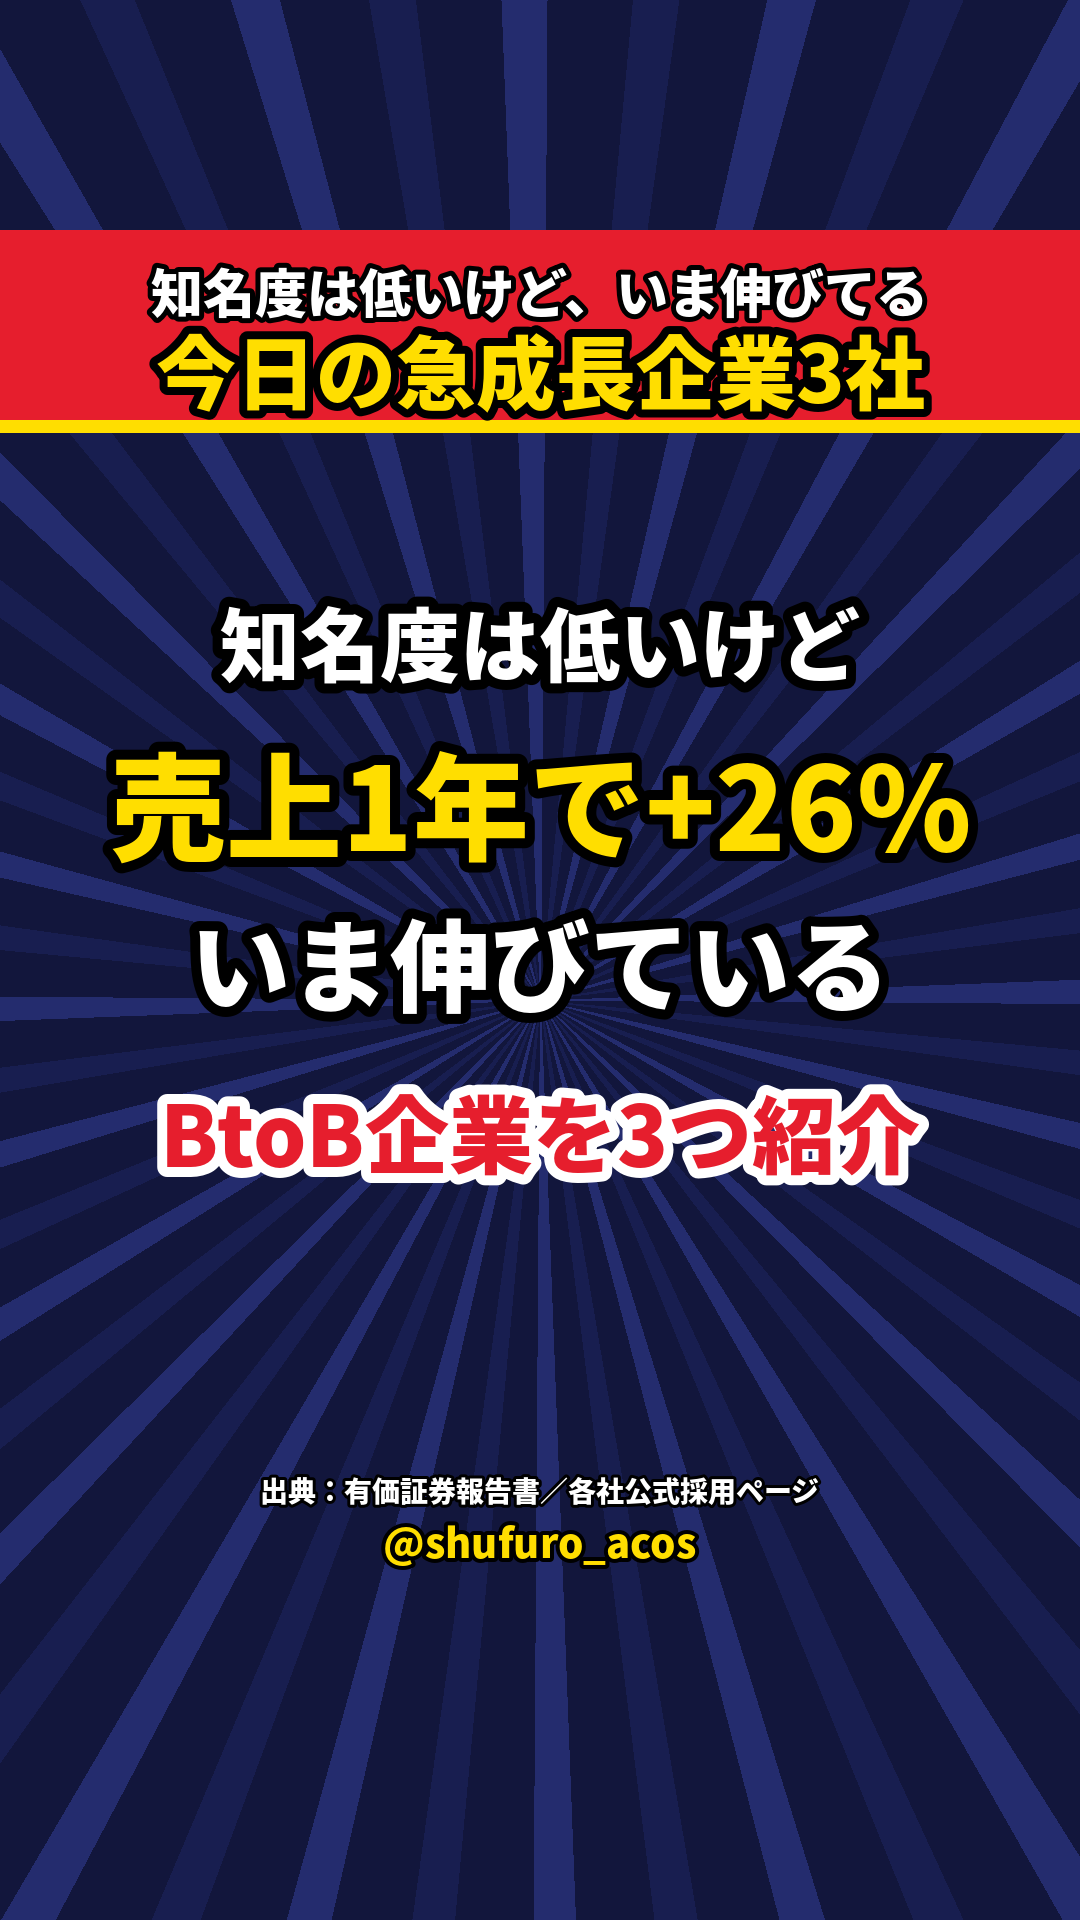 知名度は低いけど、いま伸びてる
今日の急成長企業3社
知名度は低いけど
売上1年で+26%
いま伸びている
BtoB企業を3つ紹介
出典：有価証券報告書／各社公式採用ページ
@shufuro_acos